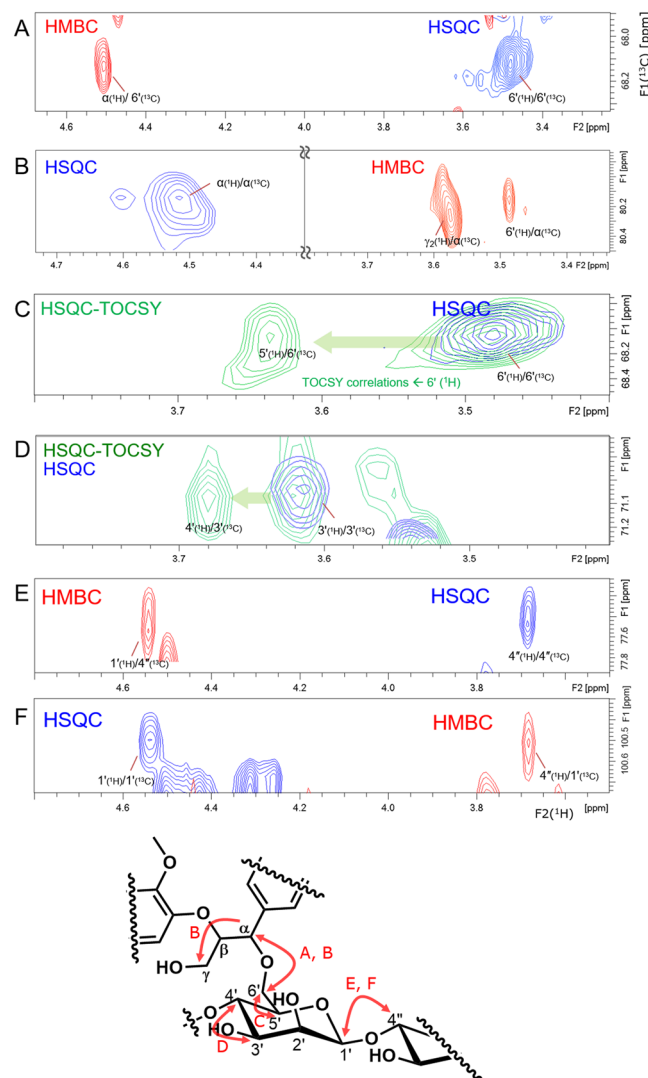 A
HMBC
HSQC
α(¹H)/ 6′(¹³C)
6′(¹H)/6′(¹³C)
68.0
68.2
F1(¹³C) [ppm]
4.6 4.4 4.2 4.0 3.8 3.6 3.4 F2 [ppm]
B
HSQC
HMBC
α(¹H)/α(¹³C)
γ₂(¹H)/α(¹³C)
6′(¹H)/α(¹³C)
F1 [ppm]
80.2
80.4
4.7 4.6 4.5 4.4 3.7 3.6 3.5 3.4 F2 [ppm]
C
HSQC-TOCSY
HSQC
5′(¹H)/6′(¹³C)
6′(¹H)/6′(¹³C)
TOCSY correlations ← 6′ (¹H)
F1 [ppm]
68.2
68.4
3.7 3.6 3.5 F2 [ppm]
D
HSQC-TOCSY
HSQC
4′(¹H)/3′(¹³C)
3′(¹H)/3′(¹³C)
F1 [ppm]
71.1
71.2
3.7 3.6 3.5 F2 [ppm]
E
HMBC
HSQC
1′(¹H)/4″(¹³C)
4″(¹H)/4″(¹³C)
F1 [ppm]
77.6
77.8
4.6 4.4 4.2 4.0 3.8 F2 [ppm]
F
HSQC
HMBC
1′(¹H)/1′(¹³C)
4″(¹H)/1′(¹³C)
F1 [ppm]
100.5
100.6
4.6 4.4 4.2 4.0 3.8 [ppm]
F2(¹H)
O
O
B
α
β
HO
γ
O
A, B
6′
HO
E, F
4′
O
C
5′
O
4″
HO
D
3′
2′
1′
O
HO